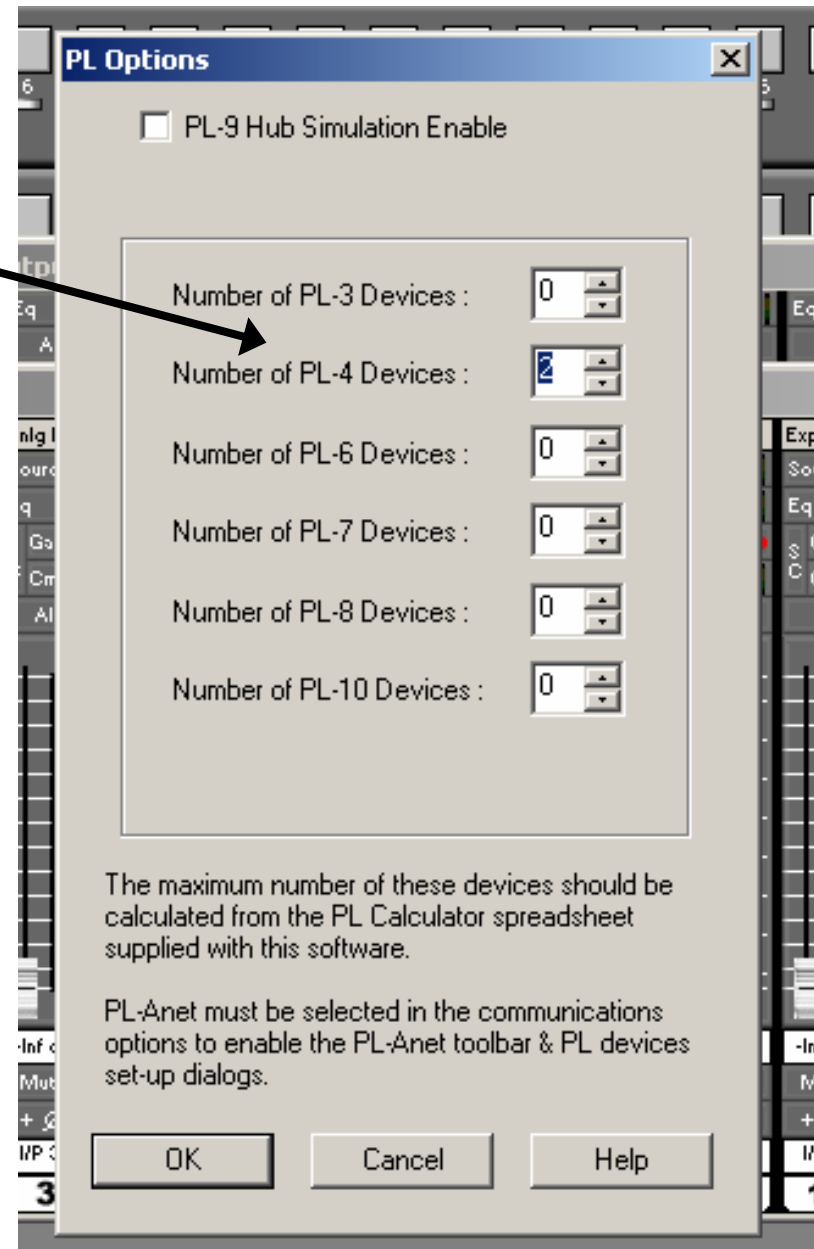 PL Options
PL-9 Hub Simulation Enable
Number of PL-3 Devices : 0
Number of PL-4 Devices : 2
Number of PL-6 Devices : 0
Number of PL-7 Devices : 0
Number of PL-8 Devices : 0
Number of PL-10 Devices : 0
The maximum number of these devices should be
calculated from the PL Calculator spreadsheet
supplied with this software.
PL-Anet must be selected in the communications
options to enable the PL-Anet toolbar & PL devices
set-up dialogs.
OK Cancel Help
Eq
-Inf
I/P
3